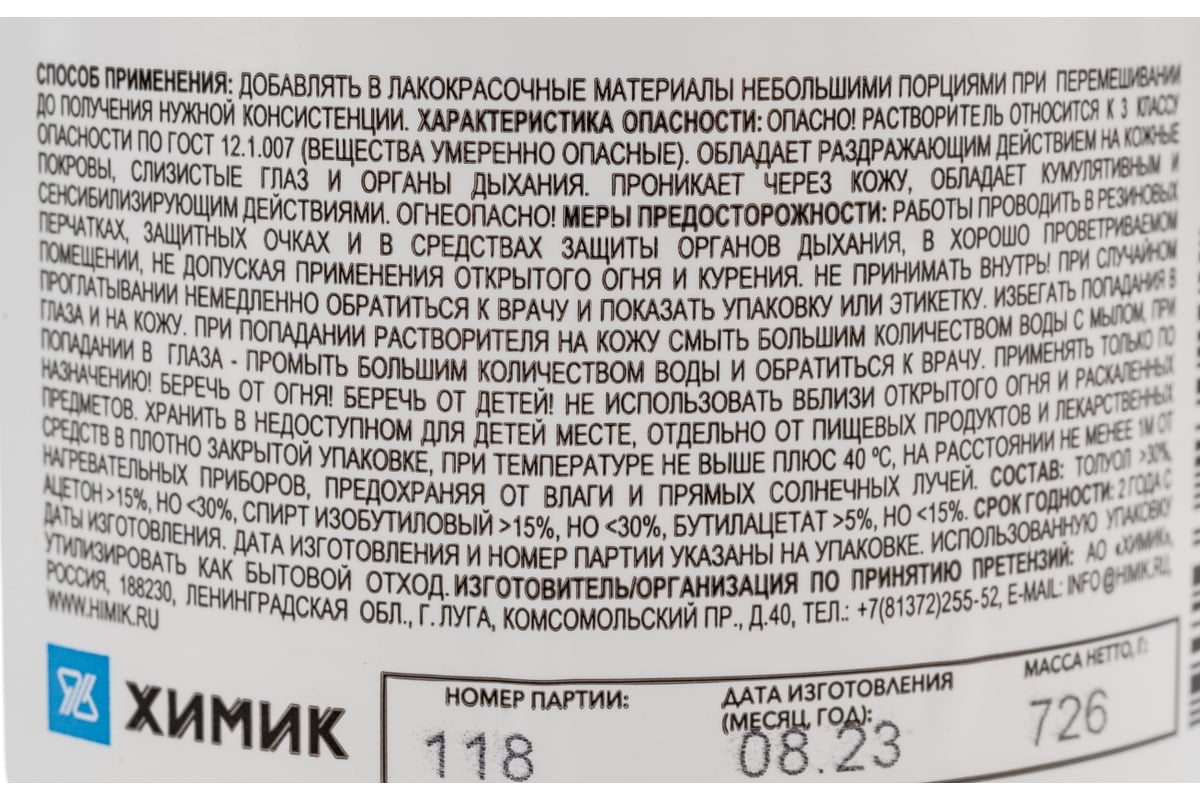 СПОСОБ ПРИМЕНЕНИЯ: ДОБАВЛЯТЬ В ЛАКОКРАСОЧНЫЕ МАТЕРИАЛЫ НЕБОЛЬШИМИ ПОРЦИЯМИ ПРИ ПЕРЕМЕШИВАНИИ
ДО ПОЛУЧЕНИЯ НУЖНОЙ КОНСИСТЕНЦИИ. ХАРАКТЕРИСТИКА ОПАСНОСТИ: ОПАСНО! РАСТВОРИТЕЛЬ ОТНОСИТСЯ К 3 КЛАССУ
ОПАСНОСТИ ПО ГОСТ 12.1.007 (ВЕЩЕСТВА УМЕРЕННО ОПАСНЫЕ). ОБЛАДАЕТ РАЗДРАЖАЮЩИМ ДЕЙСТВИЕМ НА КОЖНЫЕ
ПОКРОВЫ, СЛИЗИСТЫЕ ГЛАЗ И ОРГАНЫ ДЫХАНИЯ. ПРОНИКАЕТ ЧЕРЕЗ КОЖУ, ОБЛАДАЕТ КУМУЛЯТИВНЫМ И
СЕНСИБИЛИЗИРУЮЩИМ ДЕЙСТВИЯМИ. ОГНЕОПАСНО! МЕРЫ ПРЕДОСТОРОЖНОСТИ: РАБОТЫ ПРОВОДИТЬ В РЕЗИНОВЫХ
ПЕРЧАТКАХ, ЗАЩИТНЫХ ОЧКАХ И В СРЕДСТВАХ ЗАЩИТЫ ОРГАНОВ ДЫХАНИЯ, В ХОРОШО ПРОВЕТРИВАЕМОМ
ПОМЕЩЕНИИ, НЕ ДОПУСКАЯ ПРИМЕНЕНИЯ ОТКРЫТОГО ОГНЯ И КУРЕНИЯ. НЕ ПРИНИМАТЬ ВНУТРЬ! ПРИ СЛУЧАЙНОМ
ПРОГЛАТЫВАНИИ НЕМЕДЛЕННО ОБРАТИТЬСЯ К ВРАЧУ И ПОКАЗАТЬ УПАКОВКУ ИЛИ ЭТИКЕТКУ. ИЗБЕГАТЬ ПОПАДАНИЯ В
ГЛАЗА И НА КОЖУ. ПРИ ПОПАДАНИИ РАСТВОРИТЕЛЯ НА КОЖУ СМЫТЬ БОЛЬШИМ КОЛИЧЕСТВОМ ВОДЫ С МЫЛОМ, ПРИ
ПОПАДАНИИ В ГЛАЗА - ПРОМЫТЬ БОЛЬШИМ КОЛИЧЕСТВОМ ВОДЫ И ОБРАТИТЬСЯ К ВРАЧУ. ПРИМЕНЯТЬ ТОЛЬКО ПО
НАЗНАЧЕНИЮ! БЕРЕЧЬ ОТ ОГНЯ! БЕРЕЧЬ ОТ ДЕТЕЙ! НЕ ИСПОЛЬЗОВАТЬ ВБЛИЗИ ОТКРЫТОГО ОГНЯ И РАСКАЛЕННЫХ
ПРЕДМЕТОВ. ХРАНИТЬ В НЕДОСТУПНОМ ДЛЯ ДЕТЕЙ МЕСТЕ, ОТДЕЛЬНО ОТ ПИЩЕВЫХ ПРОДУКТОВ И ЛЕКАРСТВЕННЫХ
СРЕДСТВ В ПЛОТНО ЗАКРЫТОЙ УПАКОВКЕ, ПРИ ТЕМПЕРАТУРЕ НЕ ВЫШЕ ПЛЮС 40 ºС, НА РАССТОЯНИИ НЕ МЕНЕЕ 1М ОТ
НАГРЕВАТЕЛЬНЫХ ПРИБОРОВ, ПРЕДОХРАНЯЯ ОТ ВЛАГИ И ПРЯМЫХ СОЛНЕЧНЫХ ЛУЧЕЙ. СОСТАВ: ТОЛУОЛ >30%,
АЦЕТОН >15%, НО <30%, СПИРТ ИЗОБУТИЛОВЫЙ >15%, НО <30%, БУТИЛАЦЕТАТ >5%, НО <15%. СРОК ГОДНОСТИ: 2 ГОДА С
ДАТЫ ИЗГОТОВЛЕНИЯ. ДАТА ИЗГОТОВЛЕНИЯ И НОМЕР ПАРТИИ УКАЗАНЫ НА УПАКОВКЕ. ИСПОЛЬЗОВАННУЮ УПАКОВКУ
УТИЛИЗИРОВАТЬ КАК БЫТОВОЙ ОТХОД. ИЗГОТОВИТЕЛЬ/ОРГАНИЗАЦИЯ ПО ПРИНЯТИЮ ПРЕТЕНЗИЙ: АО «ХИМИК»,
РОССИЯ, 188230, ЛЕНИНГРАДСКАЯ ОБЛ., Г. ЛУГА, КОМСОМОЛЬСКИЙ ПР., Д.40, ТЕЛ.: +7(81372)255-52, E-MAIL: INFO@HIMIK.RU,
WWW.HIMIK.RU
ХИМИК
НОМЕР ПАРТИИ:
118
ДАТА ИЗГОТОВЛЕНИЯ
(МЕСЯЦ, ГОД):
08.23
МАССА НЕТТО, Г:
726